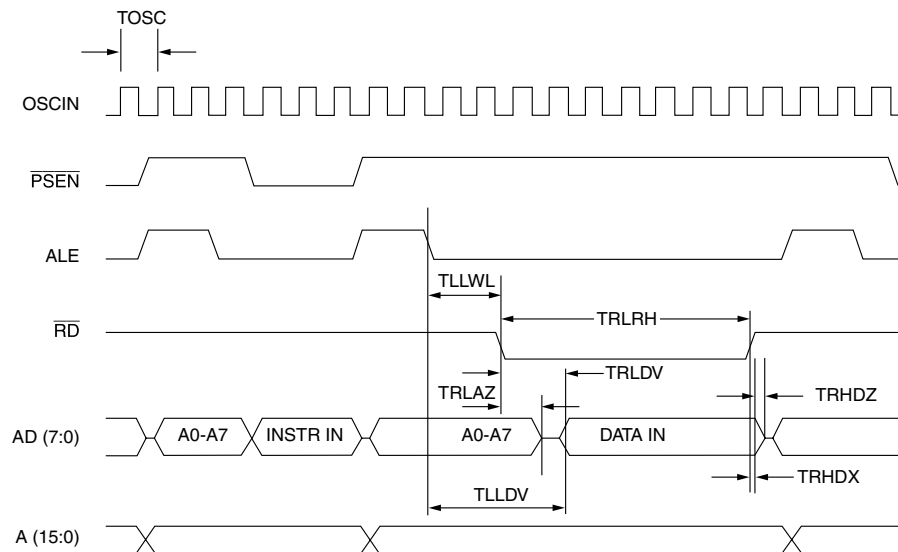 TOSC
OSCIN
PSEN
ALE
TLLWL
TRLRH
RD
TRLDV
TRLAZ
TRHDZ
AD (7:0)
A0-A7
INSTR IN
A0-A7
DATA IN
TRHDX
TLLDV
A (15:0)